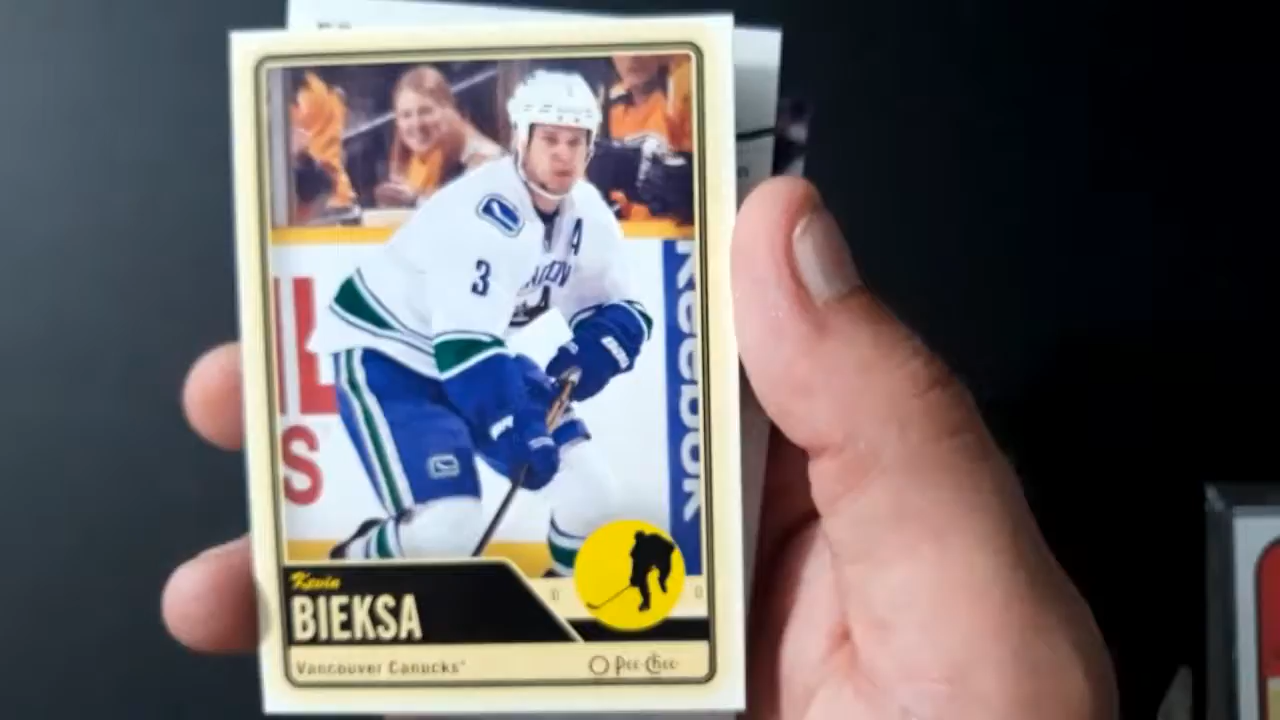 A
3
Reebok
L
S
Kevin
BIEKSA
Vancouver Canucks
O Pee-Chee